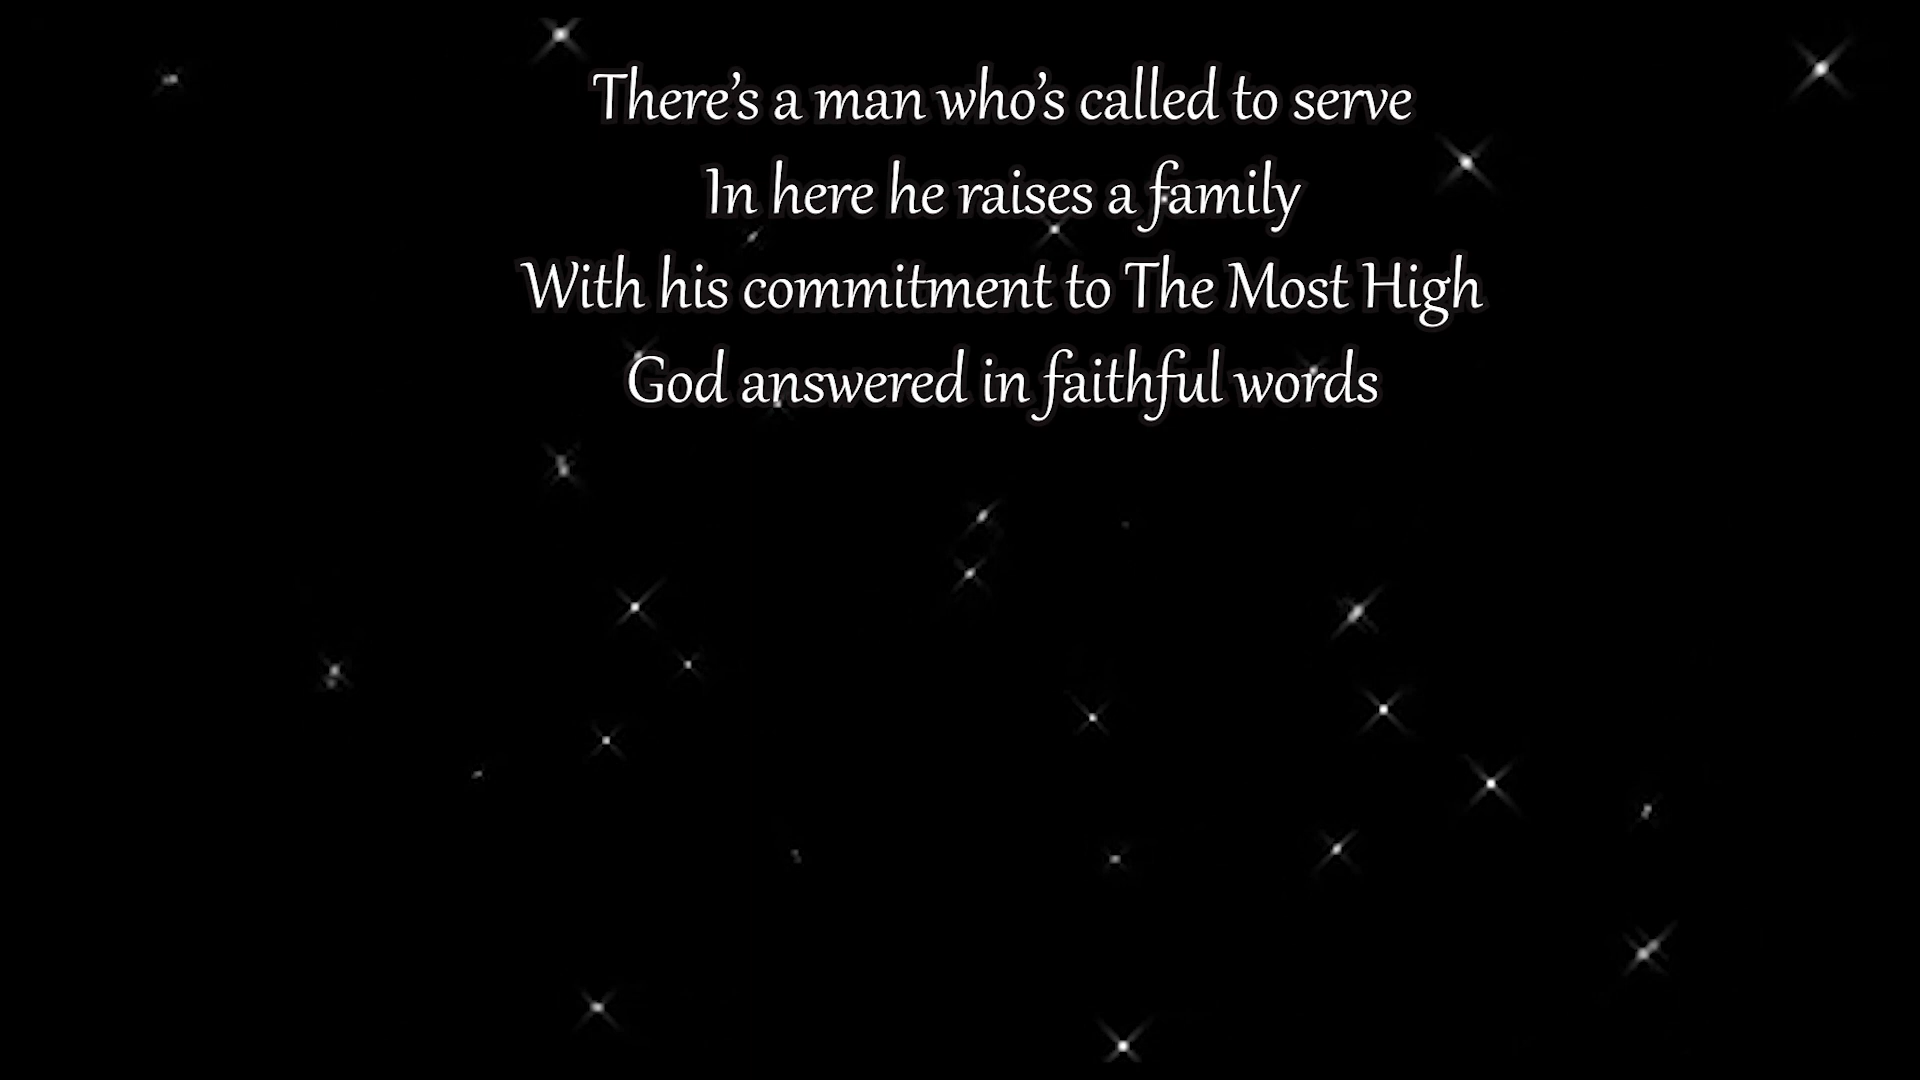 There’s a man who’s called to serve
In here he raises a family
With his commitment to The Most High
God answered in faithful words